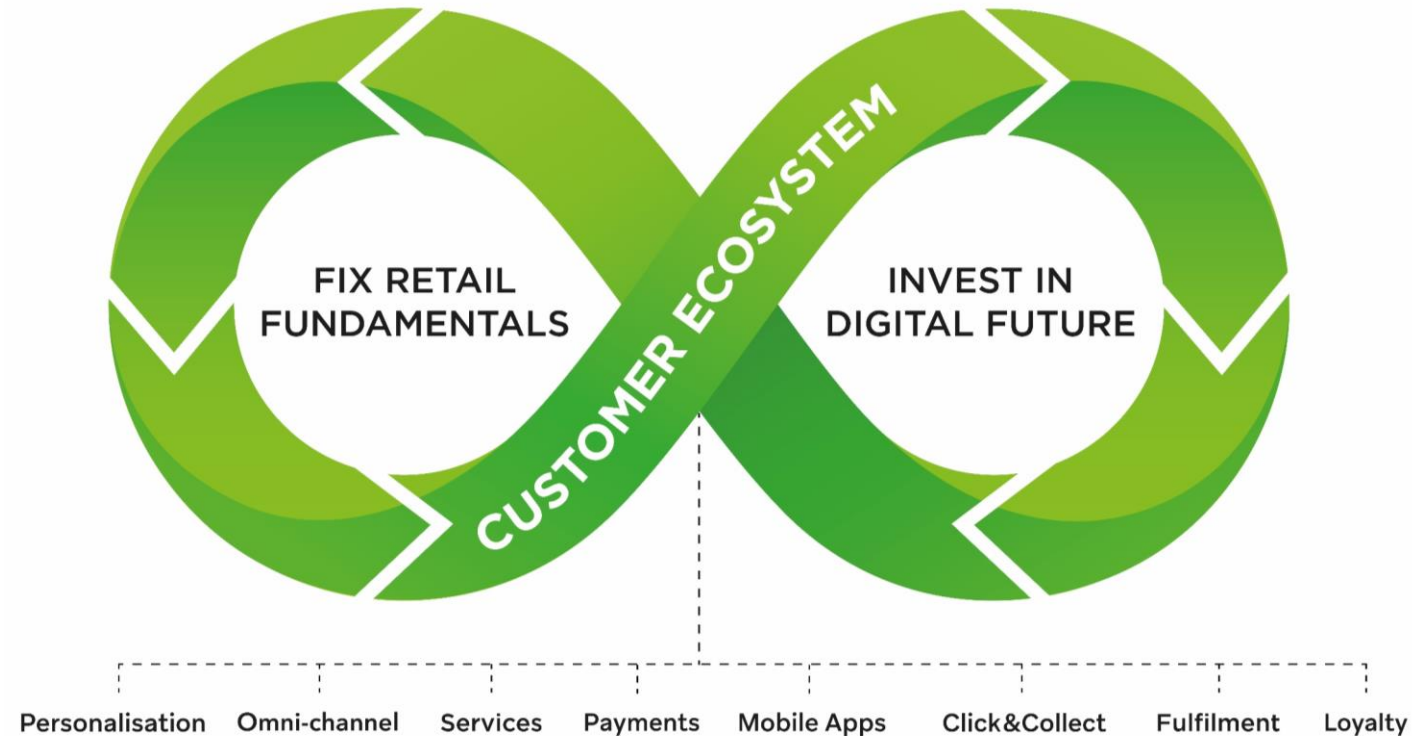 FIX RETAIL
FUNDAMENTALS
CUSTOMER ECOSYSTEM
INVEST IN
DIGITAL FUTURE
Personalisation Omni-channel Services Payments Mobile Apps Click&Collect Fulfilment Loyalty